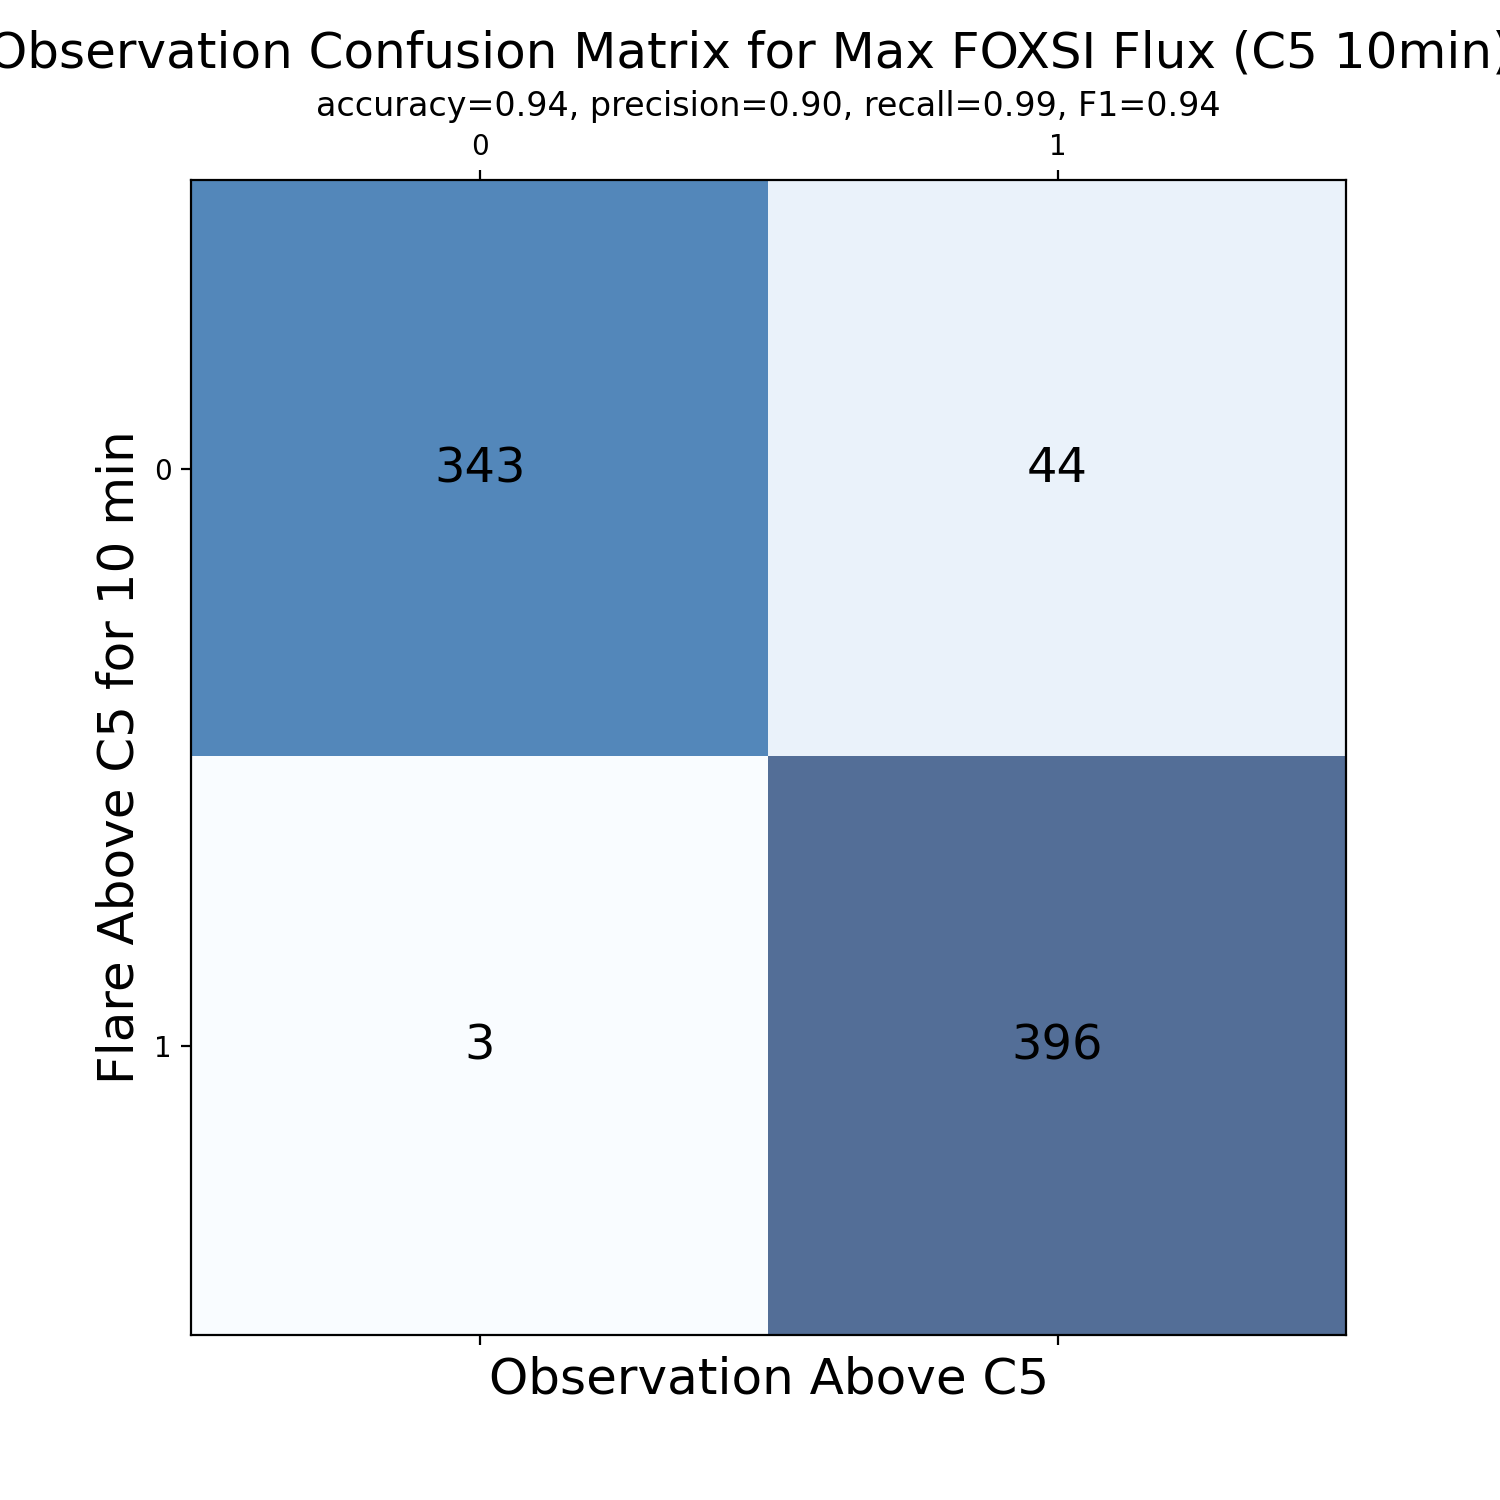 Observation Confusion Matrix for Max FOXSI Flux (C5 10min)
accuracy=0.94, precision=0.90, recall=0.99, F1=0.94
0 1
Flare Above C5 for 10 min
0 343 44
1 3 396
Observation Above C5